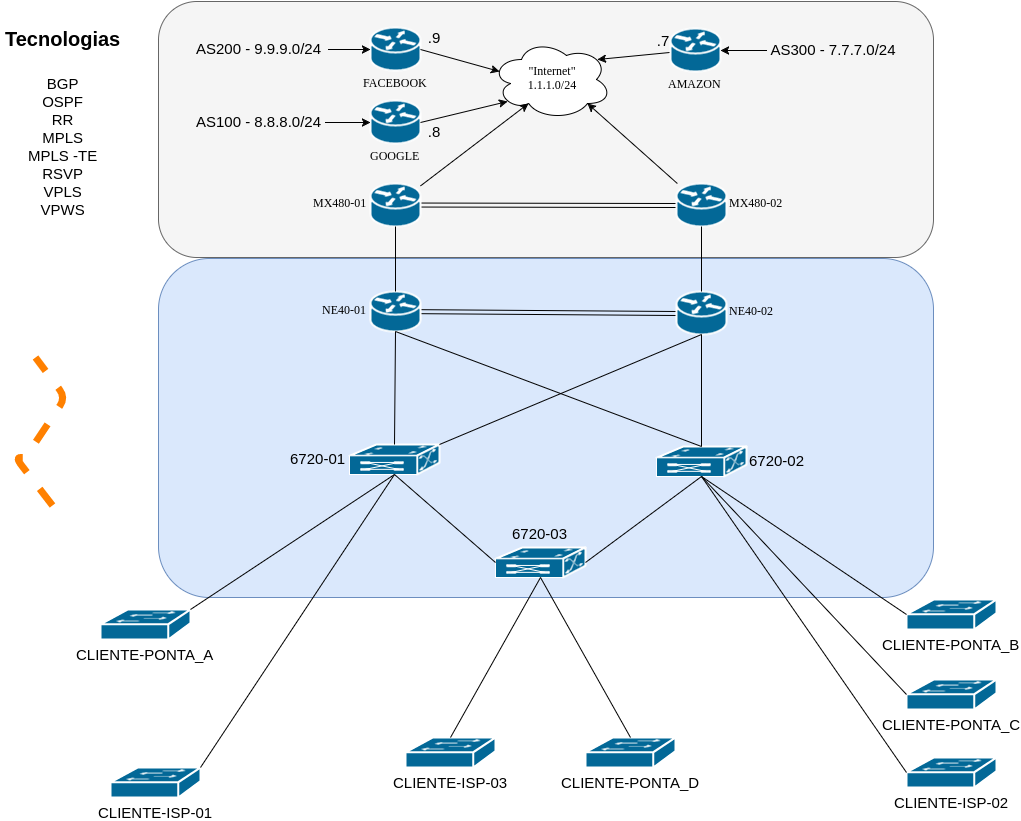 Tecnologias
BGP
OSPF
RR
MPLS
MPLS -TE
RSVP
VPLS
VPWS
AS200 - 9.9.9.0/24
.9
FACEBOOK
"Internet"
1.1.1.0/24
.7
AS300 - 7.7.7.0/24
AMAZON
AS100 - 8.8.8.0/24
.8
GOOGLE
MX480-01
MX480-02
NE40-01
NE40-02
6720-01
6720-02
6720-03
CLIENTE-PONTA_A
CLIENTE-PONTA_B
CLIENTE-PONTA_C
CLIENTE-ISP-03
CLIENTE-PONTA_D
CLIENTE-ISP-02
CLIENTE-ISP-01